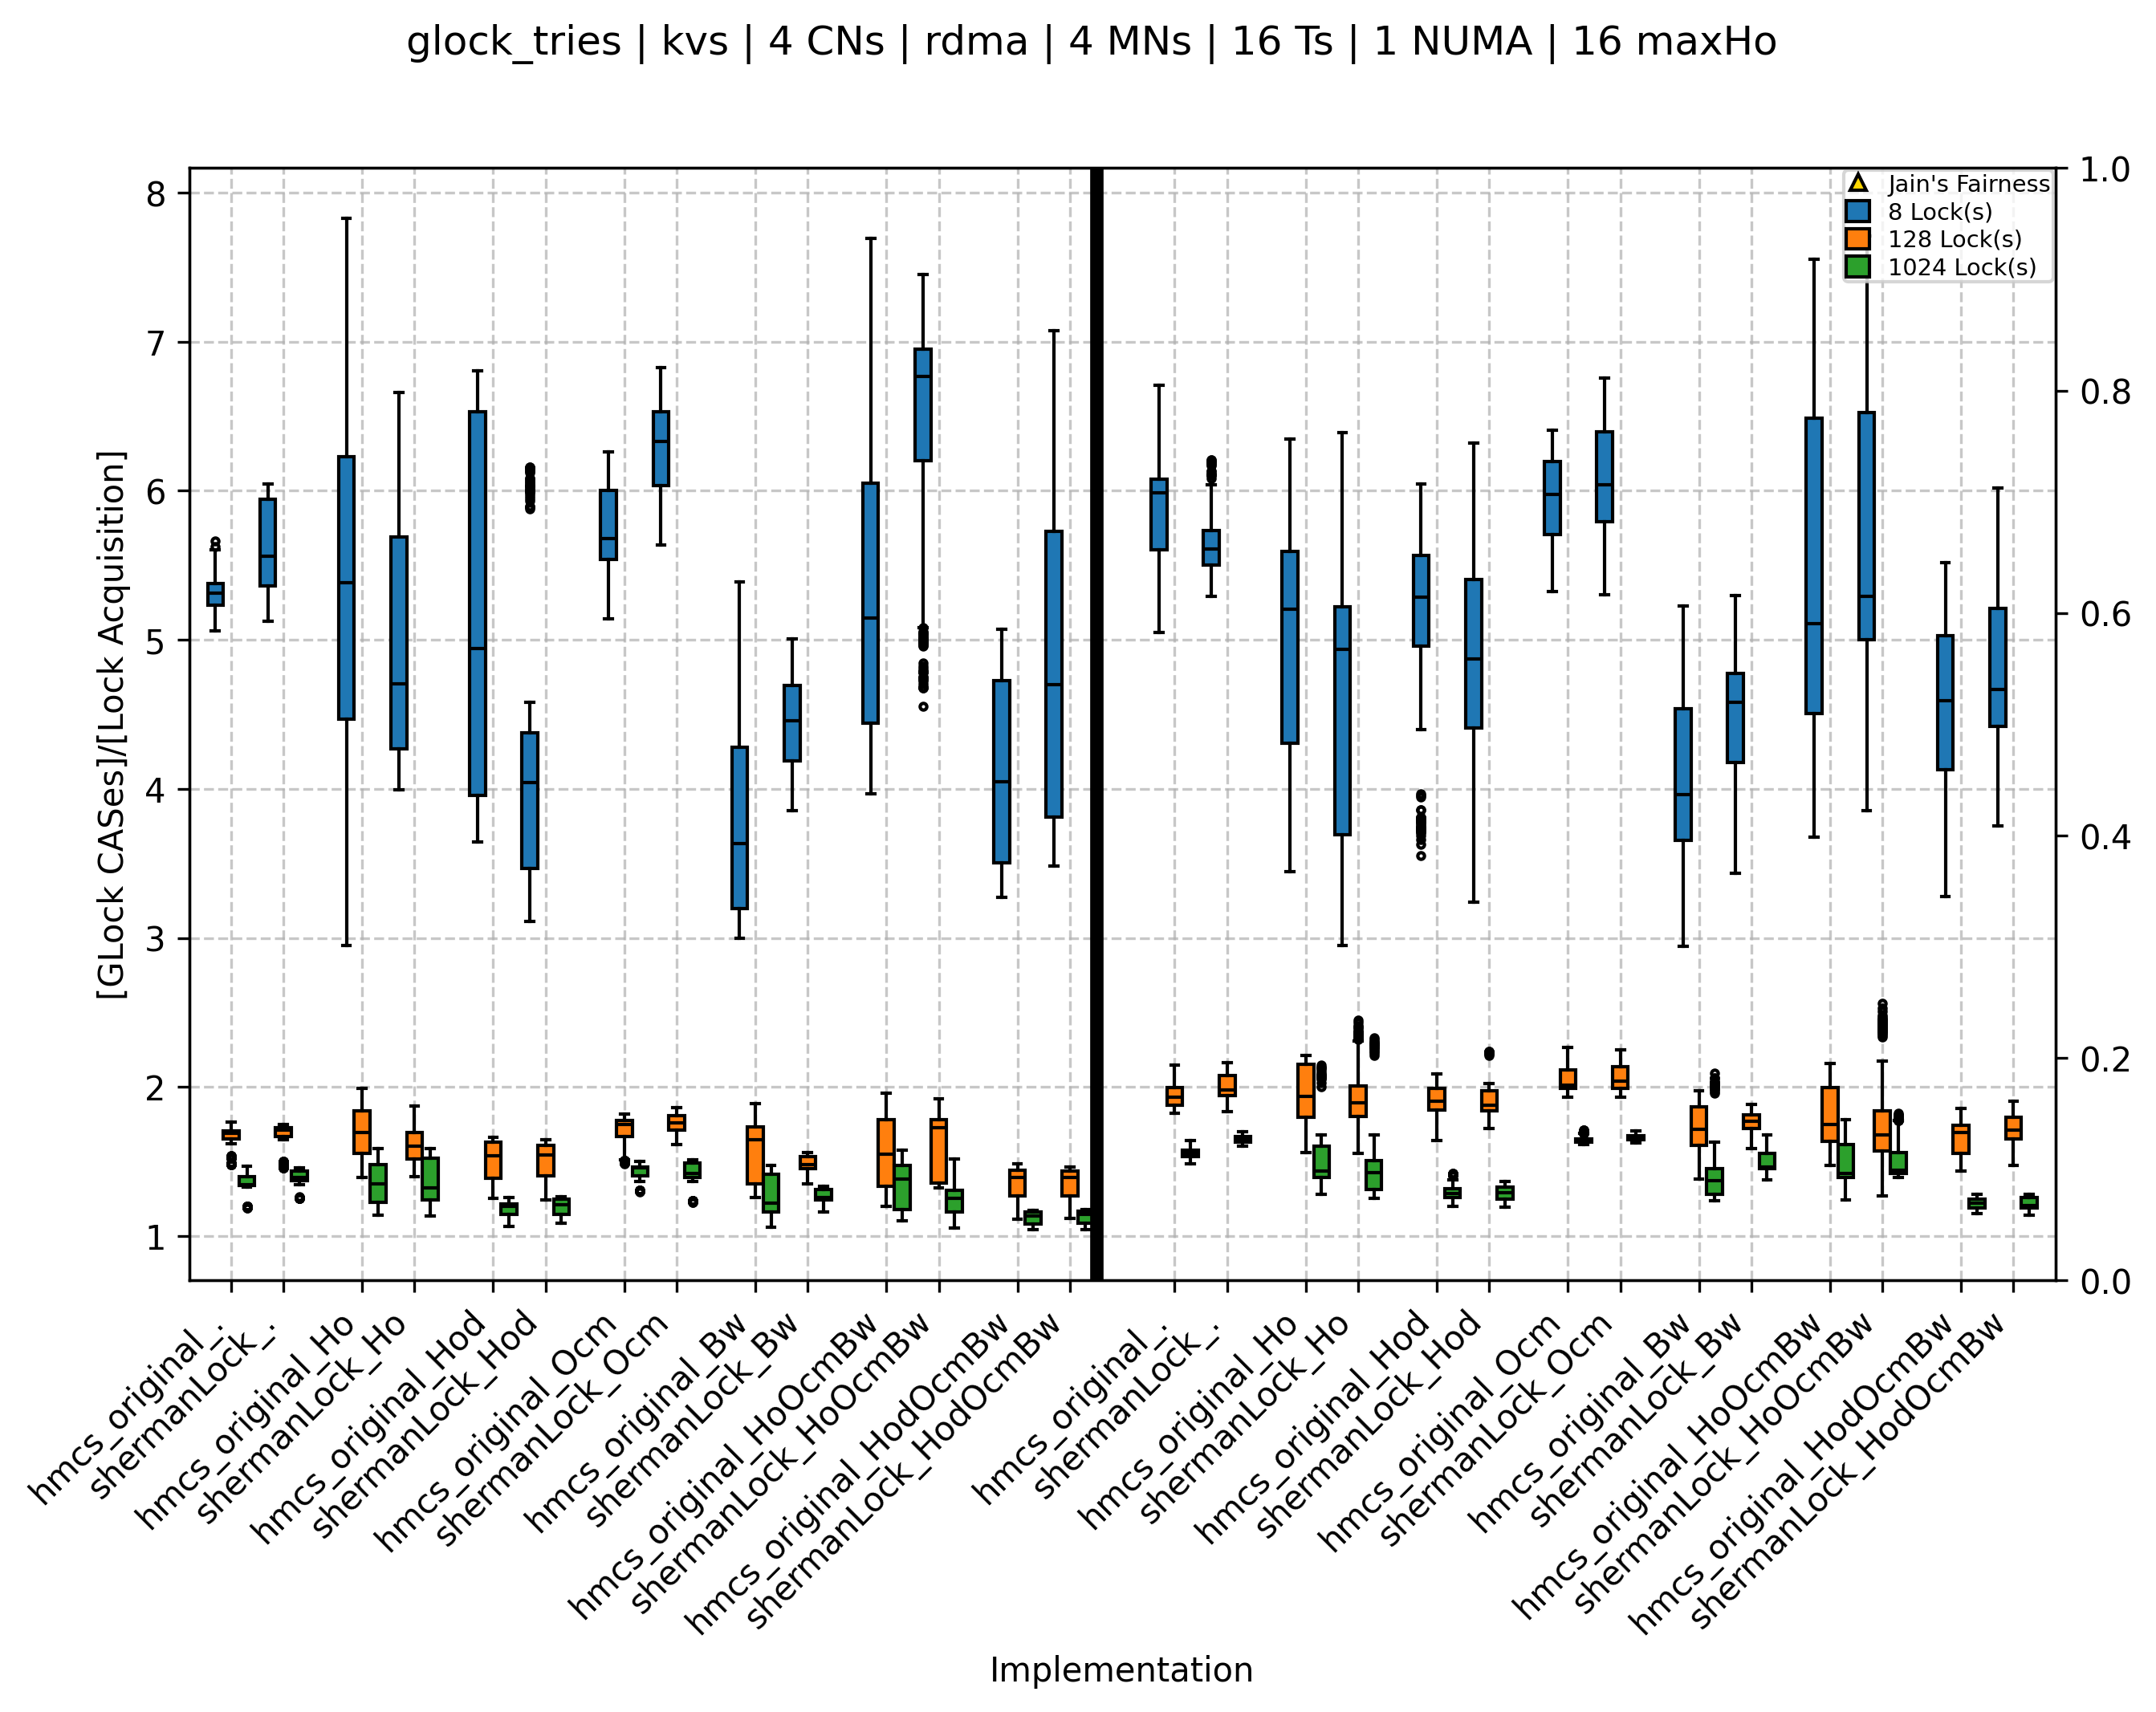 glock_tries | kvs | 4 CNs | rdma | 4 MNs | 16 Ts | 1 NUMA | 16 maxHo
Jain's Fairness
8 Lock(s)
128 Lock(s)
1024 Lock(s)
[GLock CASes]/[Lock Acquisition]
8
7
6
5
4
3
2
1
1.0
0.8
0.6
0.4
0.2
0.0
hmcs_original_.
shermanLock_.
hmcs_original_Ho
shermanLock_Ho
hmcs_original_Hod
shermanLock_Hod
hmcs_original_Ocm
shermanLock_Ocm
hmcs_original_Bw
shermanLock_Bw
hmcs_original_HoOcmBw
shermanLock_HoOcmBw
hmcs_original_HodOcmBw
shermanLock_HodOcmBw
hmcs_original_.
shermanLock_.
hmcs_original_Ho
shermanLock_Ho
hmcs_original_Hod
shermanLock_Hod
hmcs_original_Ocm
shermanLock_Ocm
hmcs_original_Bw
shermanLock_Bw
hmcs_original_HoOcmBw
shermanLock_HoOcmBw
hmcs_original_HodOcmBw
shermanLock_HodOcmBw
Implementation